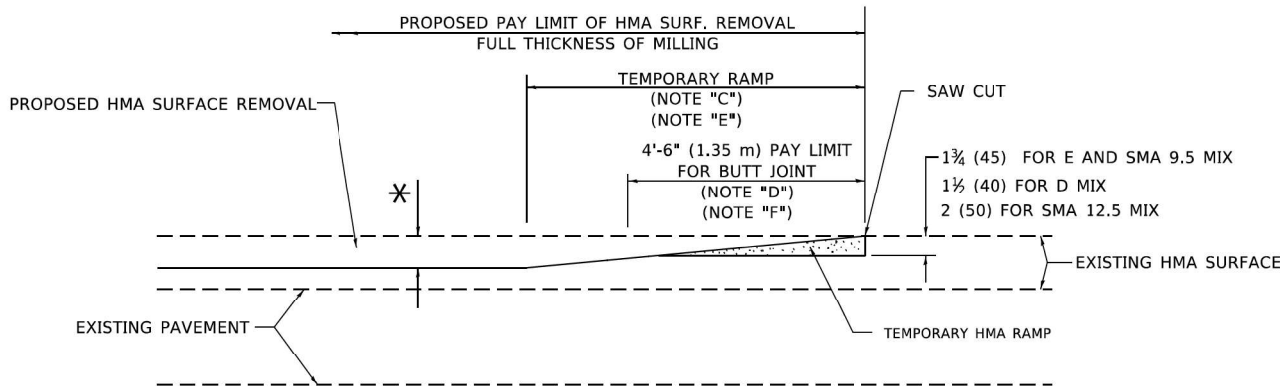 PROPOSED PAY LIMIT OF HMA SURF. REMOVAL
FULL THICKNESS OF MILLING
TEMPORARY RAMP
(NOTE "C")
(NOTE "E")
PROPOSED HMA SURFACE REMOVAL
SAW CUT
4'-6" (1.35 m) PAY LIMIT
FOR BUTT JOINT
(NOTE "D")
(NOTE "F")
1¾ (45) FOR E AND SMA 9.5 MIX
1½ (40) FOR D MIX
2 (50) FOR SMA 12.5 MIX
*
EXISTING HMA SURFACE
EXISTING PAVEMENT
TEMPORARY HMA RAMP